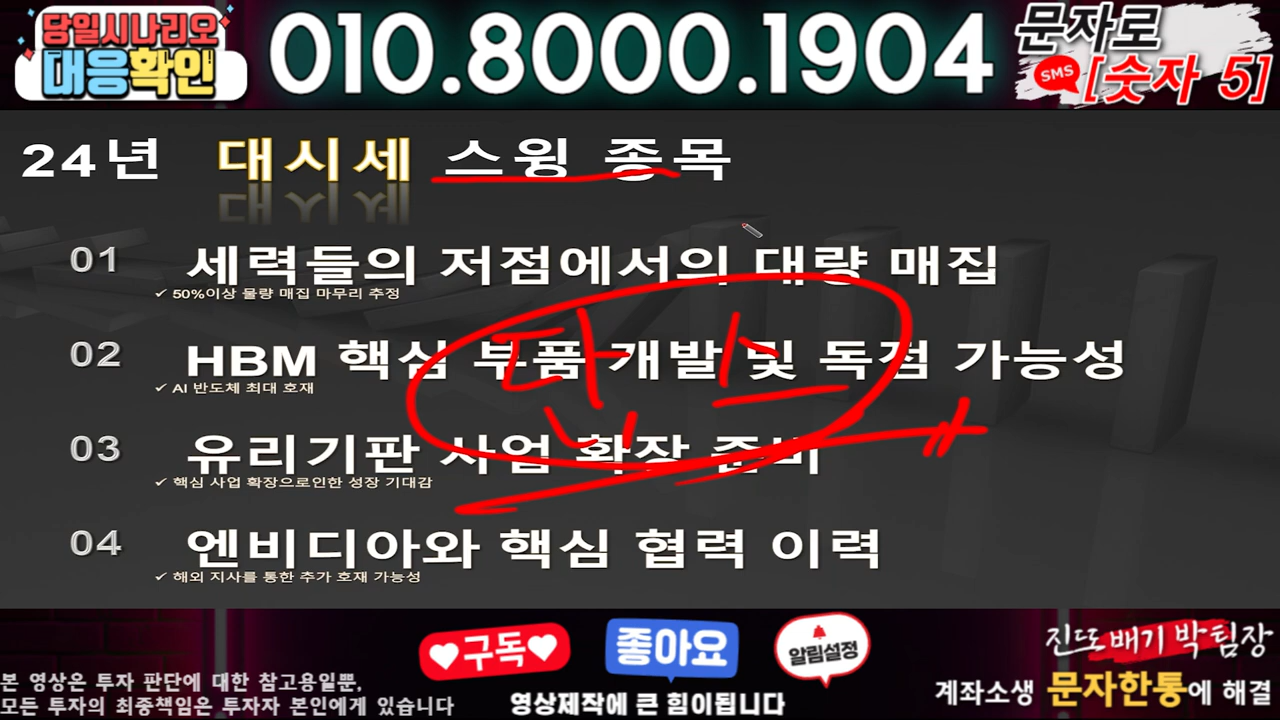 당일시나리오
대응확인
010.8000.1904
문자로
SMS [숫자 5]
24년 대시세 스윙 종목
01 세력들의 저점에서의 대량 매집
✓ 50%이상 물량 매집 마무리 추정
02 HBM 핵심 부품 개발 및 독점 가능성
✓ AI 반도체 최대 호재
탑스
03 유리기판 사업 확장 준비
✓ 핵심 사업 확장으로인한 성장 기대감
04 엔비디아와 핵심 협력 이력
✓ 해외 지사를 통한 추가 호재 가능성
구독
좋아요
알림설정
진또배기 박팀장
본 영상은 투자 판단에 대한 참고용일뿐,
모든 투자의 최종책임은 투자자 본인에게 있습니다
영상제작에 큰 힘이됩니다
계좌소생 문자한통에 해결